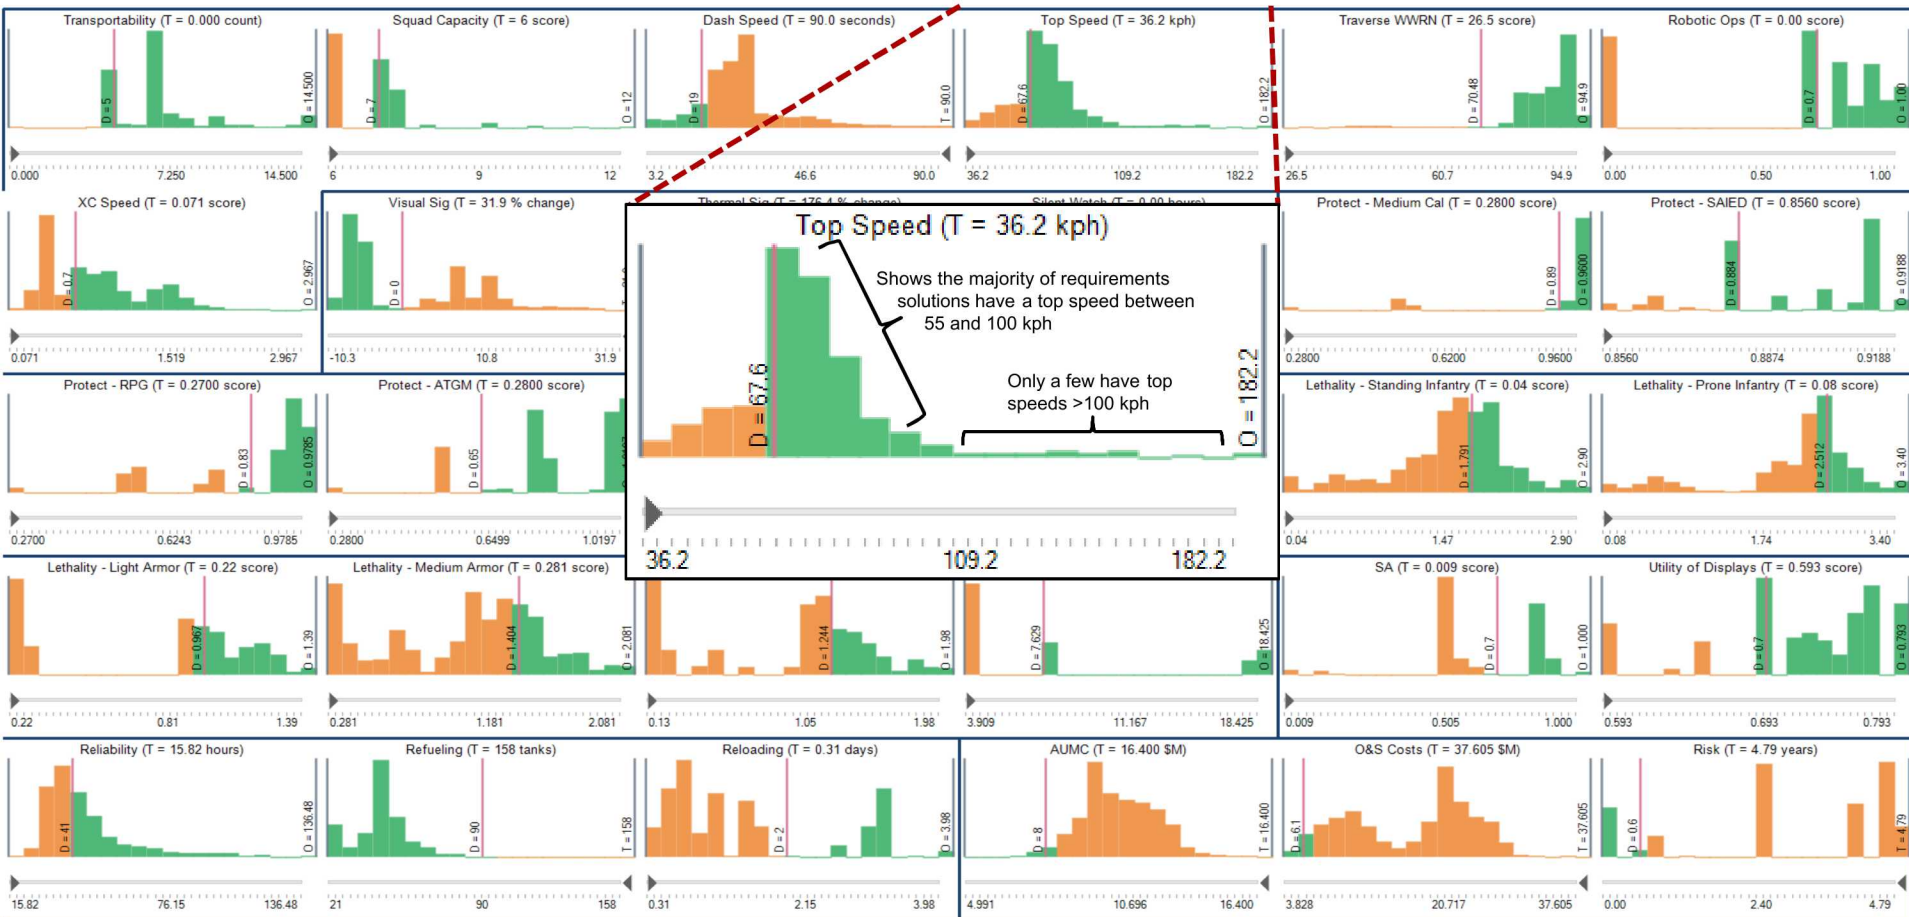 Transportability (T = 0.000 count)
D = 5
O = 14.500
0.000 7.250 14.500
Squad Capacity (T = 6 score)
D = 7
O = 12
6 9 12
Dash Speed (T = 90.0 seconds)
D = 19
T = 90.0
3.2 46.6 90.0
Top Speed (T = 36.2 kph)
D = 67.6
O = 182.2
36.2 109.2 182.2
Traverse WWRN (T = 26.5 score)
D = 70.48
O = 94.9
26.5 60.7 94.9
Robotic Ops (T = 0.00 score)
D = 0.7
O = 1.00
0.00 0.50 1.00
XC Speed (T = 0.071 score)
D = 0.7
O = 2.967
0.071 1.519 2.967
Visual Sig (T = 31.9 % change)
D = 0
-10.3 10.8 31.9
Thermal Sig (T = 176.4 % change)
Silent Watch (T = 0.00 hours)
Top Speed (T = 36.2 kph)
Shows the majority of requirements
solutions have a top speed between
55 and 100 kph
Only a few have top
speeds >100 kph
D = 67.6
O = 182.2
36.2 109.2 182.2
Protect - Medium Cal (T = 0.2800 score)
D = 0.89
O = 0.9600
0.2800 0.6200 0.9600
Protect - SAIED (T = 0.8560 score)
D = 0.884
O = 0.9188
0.8560 0.8874 0.9188
Protect - RPG (T = 0.2700 score)
D = 0.83
O = 0.9785
0.2700 0.6243 0.9785
Protect - ATGM (T = 0.2800 score)
D = 0.65
0.2800 0.6499 1.0197
Lethality - Standing Infantry (T = 0.04 score)
D = 1.791
O = 2.90
0.04 1.47 2.90
Lethality - Prone Infantry (T = 0.08 score)
D = 2.512
O = 3.40
0.08 1.74 3.40
Lethality - Light Armor (T = 0.22 score)
D = 0.967
O = 1.39
0.22 0.81 1.39
Lethality - Medium Armor (T = 0.281 score)
D = 1.404
O = 2.081
0.281 1.181 2.081
D = 1.244
O = 1.98
0.13 1.05 1.98
D = 7.629
O = 18.425
3.909 11.167 18.425
SA (T = 0.009 score)
D = 0.7
O = 1.000
0.009 0.505 1.000
Utility of Displays (T = 0.593 score)
D = 0.7
O = 0.793
0.593 0.693 0.793
Reliability (T = 15.82 hours)
D = 41
O = 136.48
15.82 76.15 136.48
Refueling (T = 158 tanks)
D = 90
T = 158
21 90 158
Reloading (T = 0.31 days)
D = 2
O = 3.98
0.31 2.15 3.98
AUMC (T = 16.400 $M)
D = 8
T = 16.400
4.991 10.696 16.400
O&S Costs (T = 37.605 $M)
D = 6.1
T = 37.605
3.828 20.717 37.605
Risk (T = 4.79 years)
D = 0.6
T = 4.79
0.00 2.40 4.79